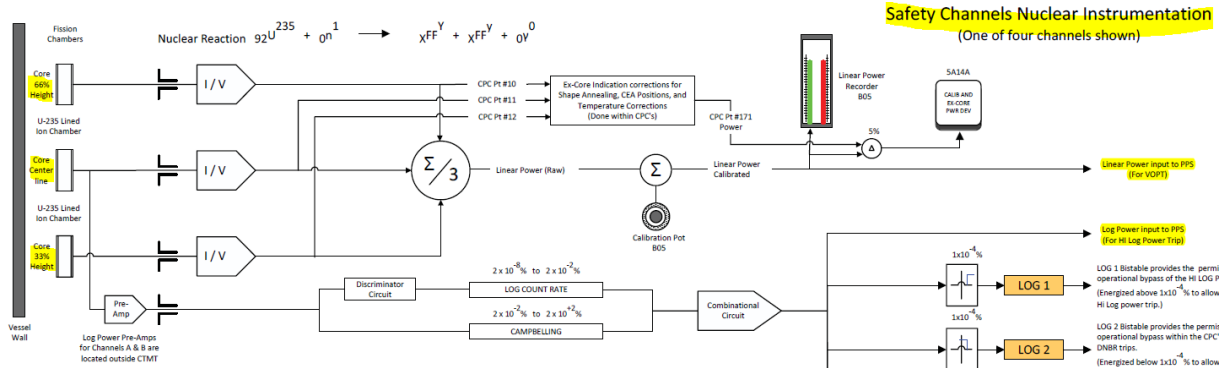 Safety Channels Nuclear Instrumentation
(One of four channels shown)
Fission
Chambers
Nuclear Reaction 92U235 + 0n1 → XFFY + XFFY + 0γ0
Core
66%
Height
I / V
U-235 Lined
Ion Chamber
Core
Center
line
I / V
U-235 Lined
Ion Chamber
Core
33%
Height
I / V
Vessel
Wall
Pre-
Amp
Log Power Pre-Amps
for Channels A & B are
located outside CTMT
CPC Pt #10
CPC Pt #11
CPC Pt #12
Ex-Core Indication corrections for
Shape Annealing, CEA Positions, and
Temperature Corrections
(Done within CPC's)
CPC Pt #171
Power
Linear Power
Recorder
B05
5A14A
CALIB AND
EX-CORE
PWR DEV
5%
Δ
Σ/3
Linear Power (Raw)
Σ
Calibration Pot
B05
Linear Power
Calibrated
Linear Power input to PPS
(For VOPT)
Log Power input to PPS
(For HI Log Power Trip)
Discriminator
Circuit
2 x 10-8% to 2 x 10-2%
LOG COUNT RATE
2 x 10-2% to 2 x 10+2%
CAMPBELLING
Combinational
Circuit
1x10-4%
LOG 1
LOG 1 Bistable provides the
operational bypass of the HI LOG
(Energized above 1x10-4% to allow
Hi Log power trip.)
1x10-4%
LOG 2
LOG 2 Bistable provides the
operational bypass within the
DNBR trips.
(Energized below 1x10-4% to allow